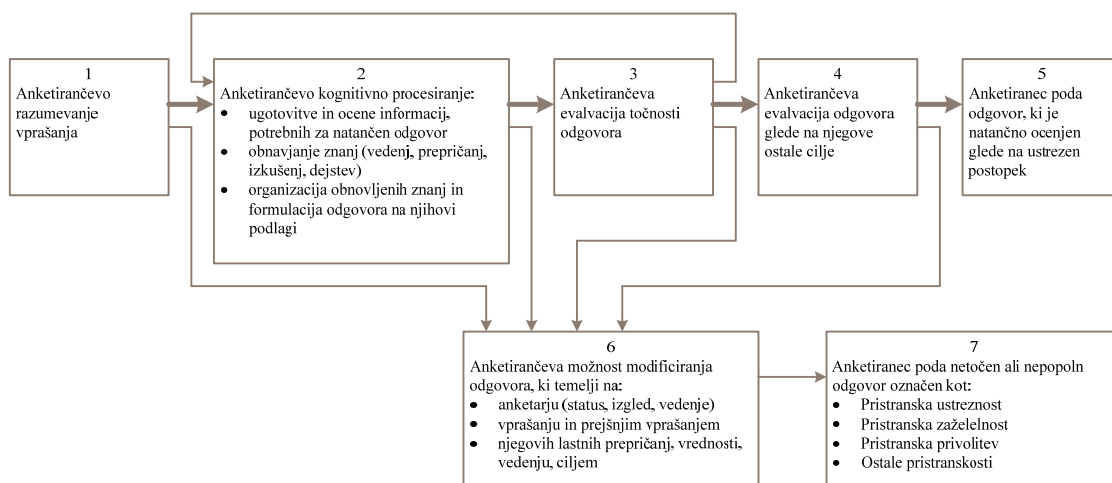 1
Anketirančevo
razumevanje
vprašanja
2
Anketirančevo kognitivno procesiranje:
• ugotovitve in ocene informacij,
potrebnih za natančen odgovor
• obnavjanje znanj (vedenj, prepričanj,
izkušenj, dejstev)
• organizacija obnovljenih znanj in
formulacija odgovora na njihovi
podlagi
3
Anketirančeva
evalvacija točnosti
odgovora
4
Anketirančeva
evalvacija odgovora
glede na njegove
ostale cilje
5
Anketiranec poda
odgovor, ki je
natančno ocenjen
glede na ustrezen
postopek
6
Anketirančeva možnost modificiranja
odgovora, ki temelji na:
• anketarju (status, izgled, vedenje)
• vprašanju in prejšnjim vprašanjem
• njegovih lastnih prepričanj, vrednosti,
vedenju, ciljem
7
Anketiranec poda netočen ali nepopoln
odgovor označen kot:
• Pristranska ustreznost
• Pristranska zaželelnost
• Pristranska privolitev
• Ostale pristranskosti